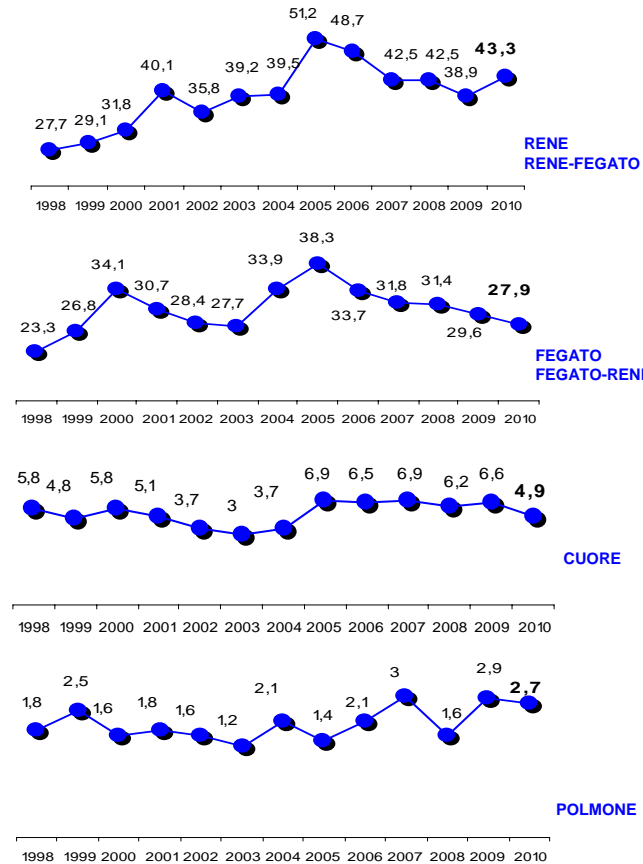 27,7 29,1 31,8 40,1 35,8 39,2 39,5 51,2 48,7 42,5 42,5 38,9 43,3
RENE
RENE-FEGATO
1998 1999 2000 2001 2002 2003 2004 2005 2006 2007 2008 2009 2010
23,3 26,8 34,1 30,7 28,4 27,7 33,9 38,3 33,7 31,8 31,4 29,6 27,9
FEGATO
FEGATO-REN
1998 1999 2000 2001 2002 2003 2004 2005 2006 2007 2008 2009 2010
5,8 4,8 5,8 5,1 3,7 3 3,7 6,9 6,5 6,9 6,2 6,6 4,9
CUORE
1998 1999 2000 2001 2002 2003 2004 2005 2006 2007 2008 2009 2010
1,8 2,5 1,6 1,8 1,6 1,2 2,1 1,4 2,1 3 1,6 2,9 2,7
POLMONE
1998 1999 2000 2001 2002 2003 2004 2005 2006 2007 2008 2009 2010